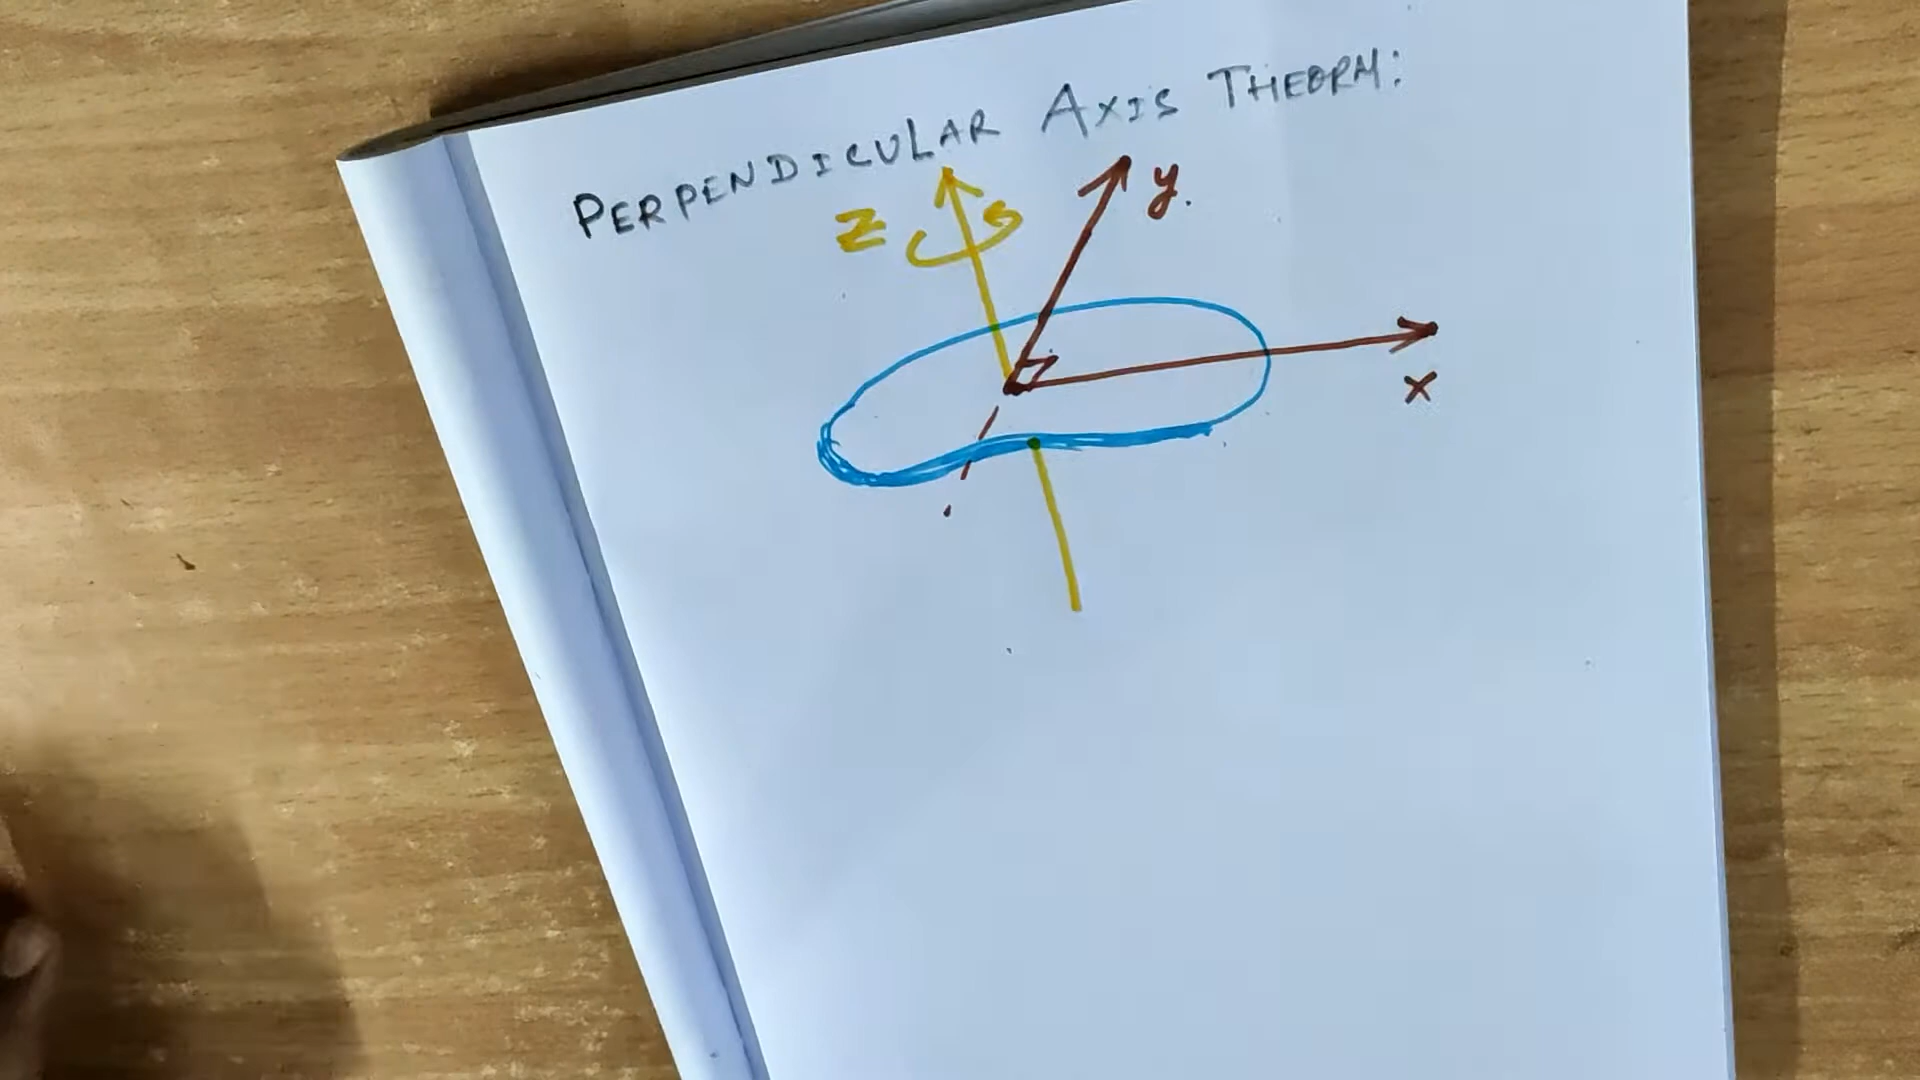 PERPENDICULAR AXIS THEORM:
Z
y.
x